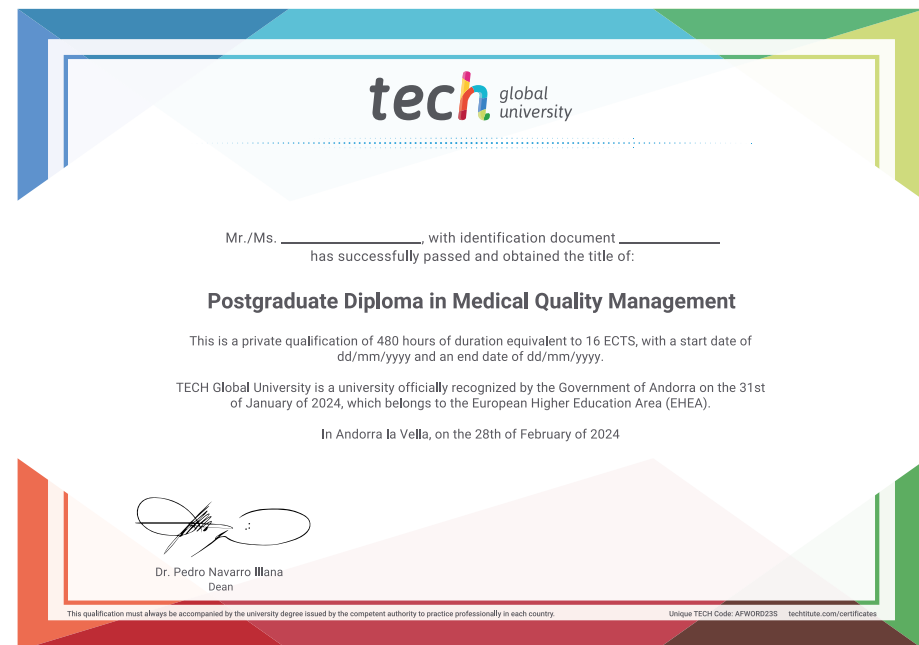 tech global university
Mr./Ms. ____________, with identification document ____________
has successfully passed and obtained the title of:
Postgraduate Diploma in Medical Quality Management
This is a private qualification of 480 hours of duration equivalent to 16 ECTS, with a start date of
dd/mm/yyyy and an end date of dd/mm/yyyy.
TECH Global University is a university officially recognized by the Government of Andorra on the 31st
of January of 2024, which belongs to the European Higher Education Area (EHEA).
In Andorra la Vella, on the 28th of February of 2024
Dr. Pedro Navarro Illana
Dean
This qualification must always be accompanied by the university degree issued by the competent authority to practice professionally in each country.
Unique TECH Code: AFWORD23S techtitute.com/certificates